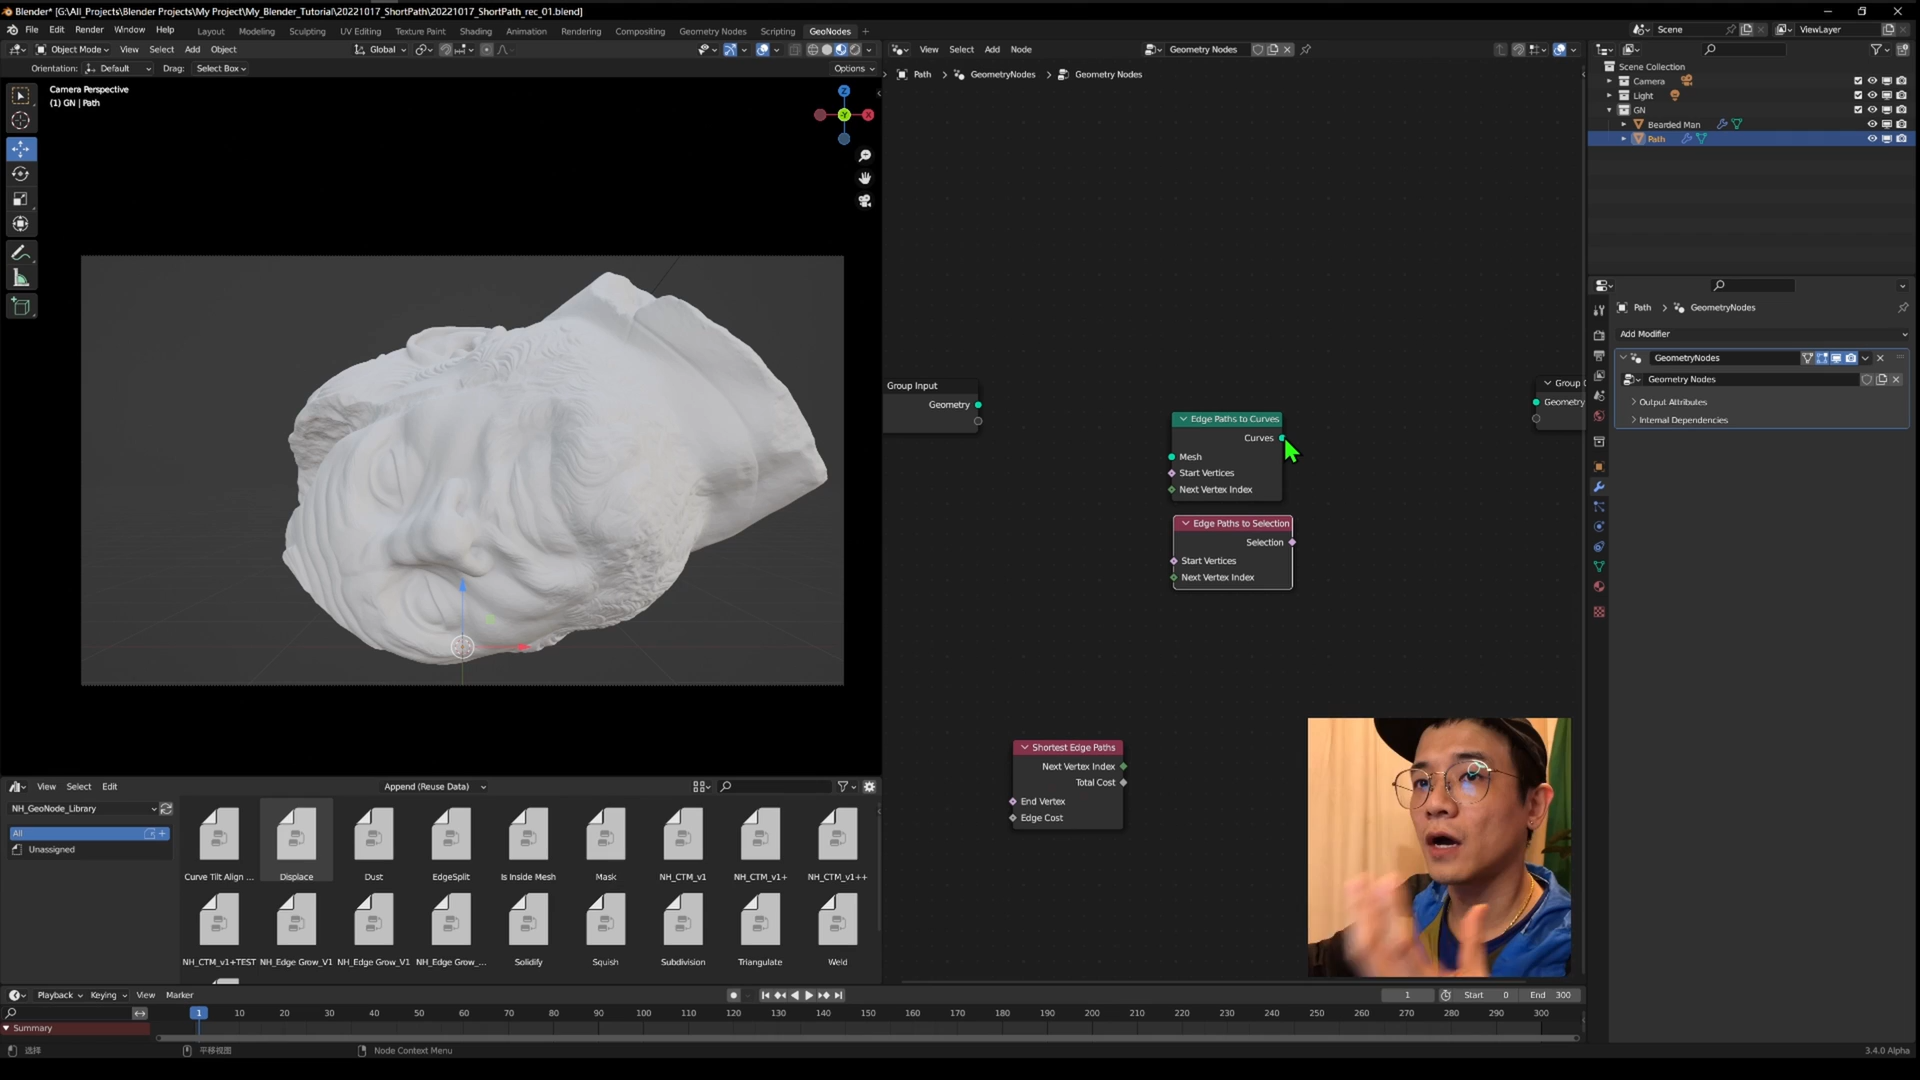 Blender* [G:\All_Projects\Blender Projects\My Project\My_Blender_Tutorial\20221017_ShortPath\20221017_ShortPath_rec_01.blend]
File Edit Render Window Help Layout Modeling Sculpting UV Editing Texture Paint Shading Animation Rendering Compositing Geometry Nodes Scripting GeoNodes +
Scene ViewLayer
Object Mode View Select Add Object Global
View Select Add Node Geometry Nodes
Orientation: Default Drag: Select Box Options
Path > GeometryNodes > Geometry Nodes
Camera Perspective
(1) GN | Path
Z
Y
X
Scene Collection
Camera
Light
GN
Bearded Man
Path
Path > GeometryNodes
Add Modifier
GeometryNodes
Geometry Nodes
Output Attributes
Internal Dependencies
Group Input
Geometry
Edge Paths to Curves
Curves
Mesh
Start Vertices
Next Vertex Index
Edge Paths to Selection
Selection
Start Vertices
Next Vertex Index
Shortest Edge Paths
Next Vertex Index
Total Cost
End Vertex
Edge Cost
Geometry
View Select Edit Append (Reuse Data)
NH_GeoNode_Library
All
Unassigned
Curve Tilt Align ... Displace Dust EdgeSplit Is Inside Mesh Mask NH_CTM_v1 NH_CTM_v1+ NH_CTM_v1++
NH_CTM_v1+TEST NH_Edge Grow_V1 NH_Edge Grow_V1 NH_Edge Grow_... Solidify Squish Subdivision Triangulate Weld
Playback Keying View Marker 1 Start 0 End 300
1 10 20 30 40 50 60 70 80 90 100 110 120 130 140 150 160 170 180 190 200 210 220 230 240 250 260 270 280 290 300
Summary
选择 平移视图 Node Context Menu 3.4.0 Alpha